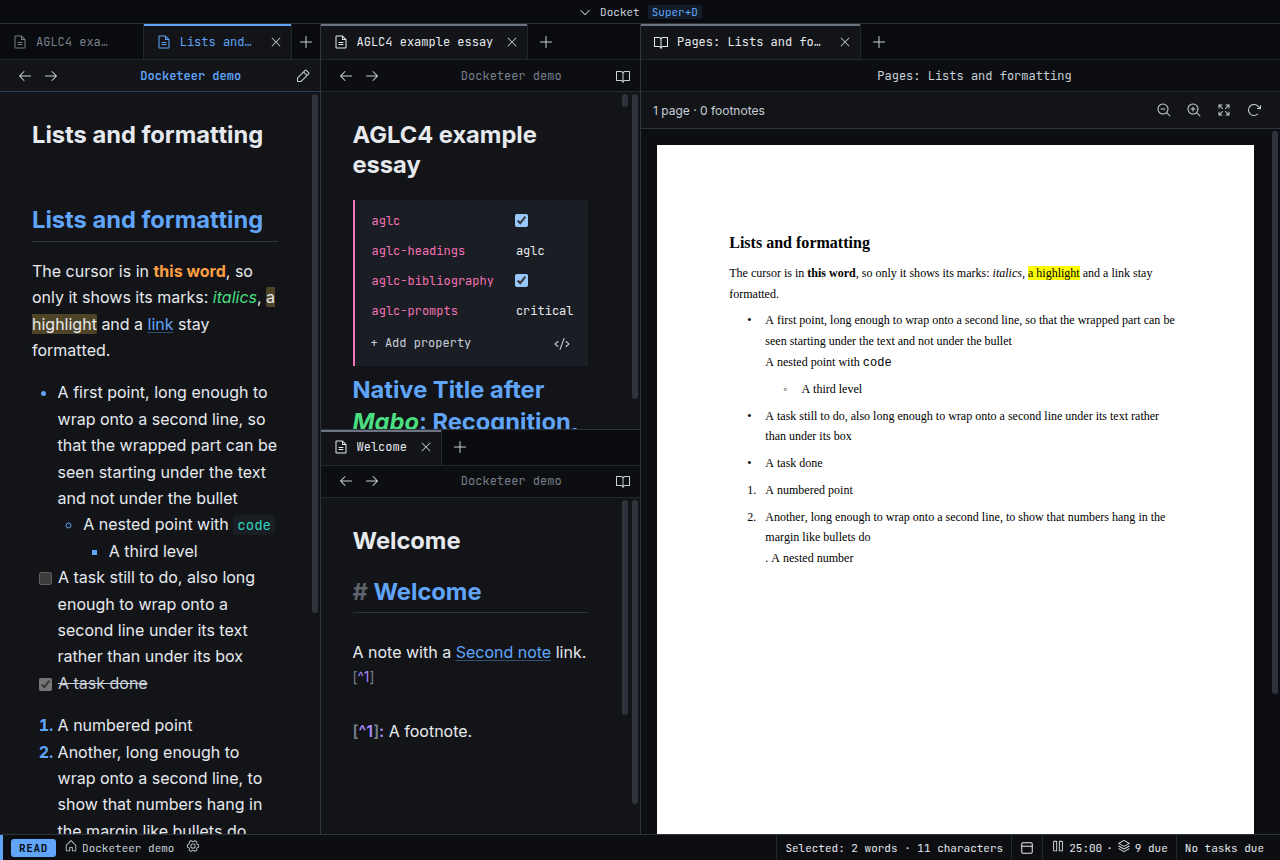 Docket Super+D
AGLC4 exa…
Lists and…
Docketeer demo
Lists and formatting
Lists and formatting
The cursor is in this word, so
only it shows its marks: italics, a
highlight and a link stay
formatted.
A first point, long enough to
wrap onto a second line, so
that the wrapped part can be
seen starting under the text
and not under the bullet
A nested point with code
A third level
A task still to do, also long
enough to wrap onto a
second line under its text
rather than under its box
A task done
1. A numbered point
2. Another, long enough to
wrap onto a second line, to
show that numbers hang in
the margin like bullets do
AGLC4 example essay
Docketeer demo
AGLC4 example
essay
aglc
aglc-headings aglc
aglc-bibliography
aglc-prompts critical
+ Add property </>
Native Title after
Mabo: Recognition,
Welcome
Docketeer demo
Welcome
# Welcome
A note with a Second note link.
[^1]
[^1]: A footnote.
Pages: Lists and fo…
Pages: Lists and formatting
1 page · 0 footnotes
Lists and formatting
The cursor is in this word, so only it shows its marks: italics, a highlight and a link stay
formatted.
• A first point, long enough to wrap onto a second line, so that the wrapped part can be
seen starting under the text and not under the bullet
A nested point with code
◦ A third level
• A task still to do, also long enough to wrap onto a second line under its text rather
than under its box
• A task done
1. A numbered point
2. Another, long enough to wrap onto a second line, to show that numbers hang in the
margin like bullets do
. A nested number
READ Docketeer demo
Selected: 2 words · 11 characters
25:00 · 9 due
No tasks due